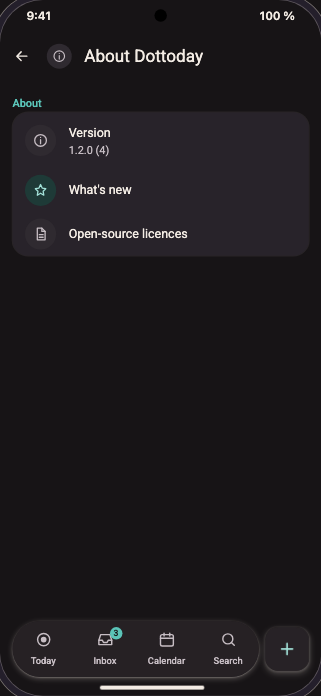 9:41
100 %
About Dottoday
About
Version
1.2.0 (4)
What's new
Open-source licences
3
Today
Inbox
Calendar
Search